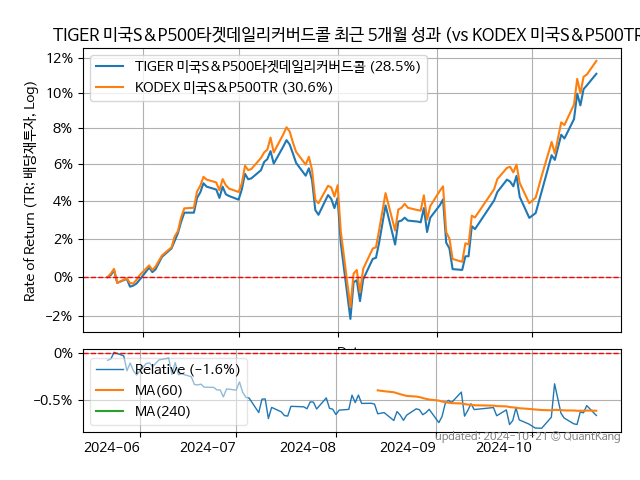 TIGER 미국S&P500타겟데일리커버드콜 최근 5개월 성과 (vs KODEX 미국S&P500TR
12%
10%
8%
6%
4%
2%
0%
−2%
Rate of Return (TR: 배당재투자, Log)
TIGER 미국S&P500타겟데일리커버드콜 (28.5%)
KODEX 미국S&P500TR (30.6%)
0%
−0.5%
Relative (−1.6%)
MA(60)
MA(240)
2024−06
2024−07
2024−08
2024−09
2024−10
updated: 2024-10-21 © QuantKang